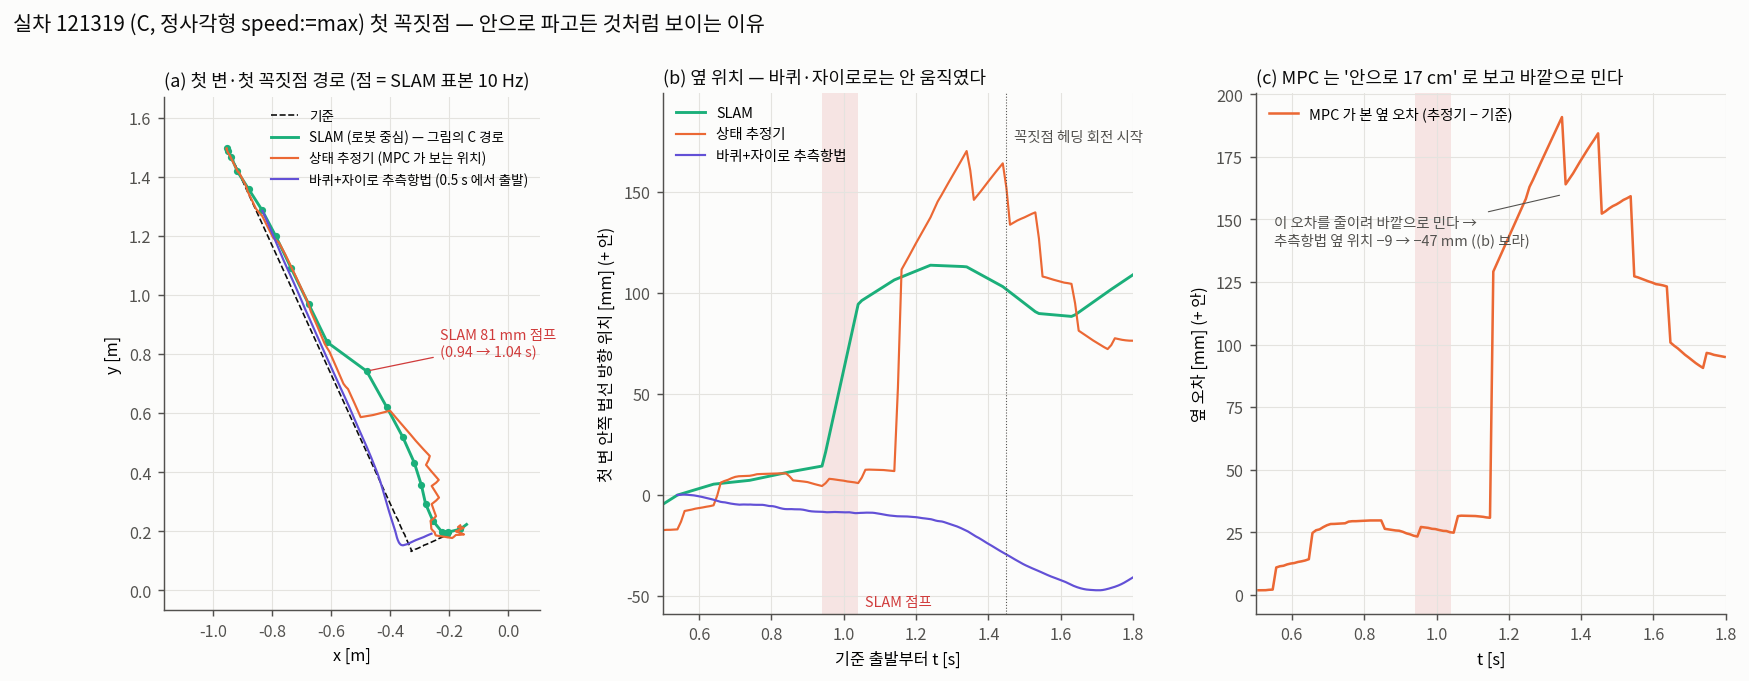 실차 121319 (C, 정사각형 speed:=max) 첫 꼭짓점 — 안으로 파고든 것처럼 보이는 이유
(a) 첫 변·첫 꼭짓점 경로 (점 = SLAM 표본 10 Hz)
기준
SLAM (로봇 중심) — 그림의 C 경로
상태 추정기 (MPC 가 보는 위치)
바퀴+자이로 추측항법 (0.5 s 에서 출발)
SLAM 81 mm 점프
(0.94 → 1.04 s)
y [m]
1.6
1.4
1.2
1.0
0.8
0.6
0.4
0.2
0.0
-1.0
-0.8
-0.6
-0.4
-0.2
0.0
x [m]
(b) 옆 위치 — 바퀴·자이로로는 안 움직였다
SLAM
상태 추정기
바퀴+자이로 추측항법
꼭짓점 헤딩 회전 시작
SLAM 점프
첫 변 안쪽 법선 방향 위치 [mm] (+ 안)
150
100
50
0
-50
0.6
0.8
1.0
1.2
1.4
1.6
1.8
기준 출발부터 t [s]
(c) MPC 는 '안으로 17 cm' 로 보고 바깥으로 민다
MPC 가 본 옆 오차 (추정기 − 기준)
이 오차를 줄이려 바깥으로 민다 →
추측항법 옆 위치 −9 → −47 mm ((b) 보라)
옆 오차 [mm] (+ 안)
200
175
150
125
100
75
50
25
0
0.6
0.8
1.0
1.2
1.4
1.6
1.8
t [s]